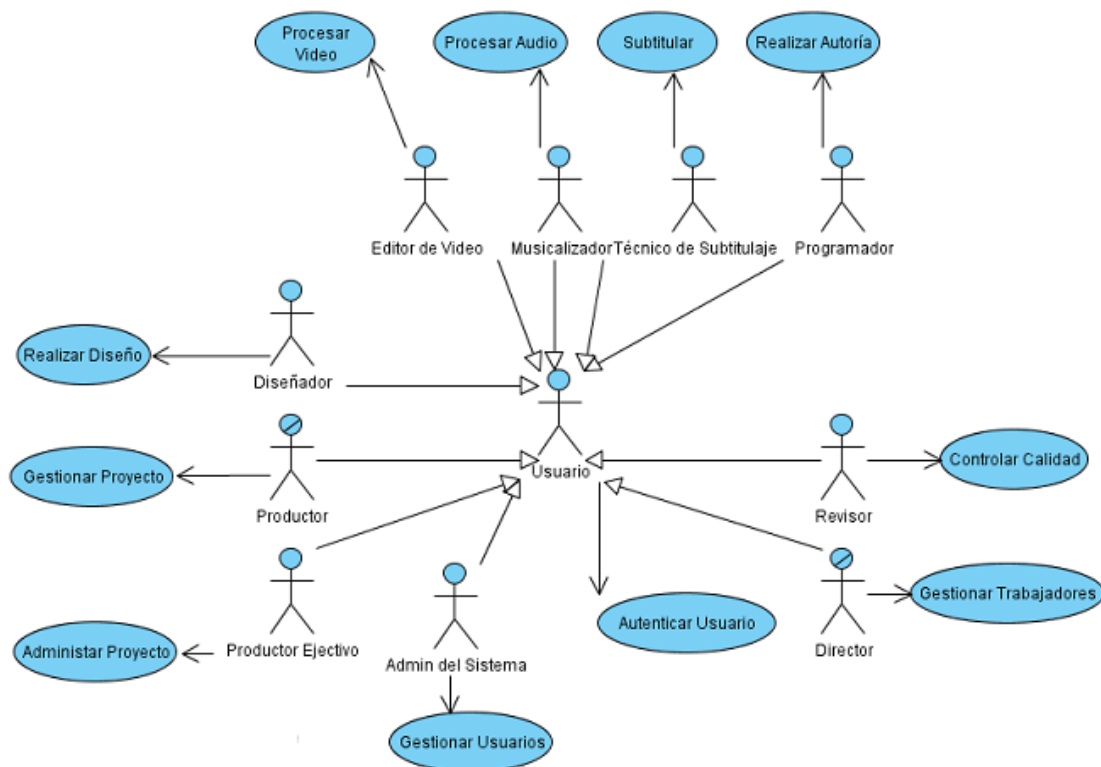 Procesar
Video
Procesar Audio
Subtitular
Realizar Autoría
Editor de Video
Musicalizador
Técnico de Subtitulaje
Programador
Realizar Diseño
Diseñador
Usuario
Gestionar Proyecto
Controlar Calidad
Productor
Revisor
Gestionar Trabajadores
Autenticar Usuario
Administar Proyecto
Productor Ejectivo
Admin del Sistema
Director
Gestionar Usuarios